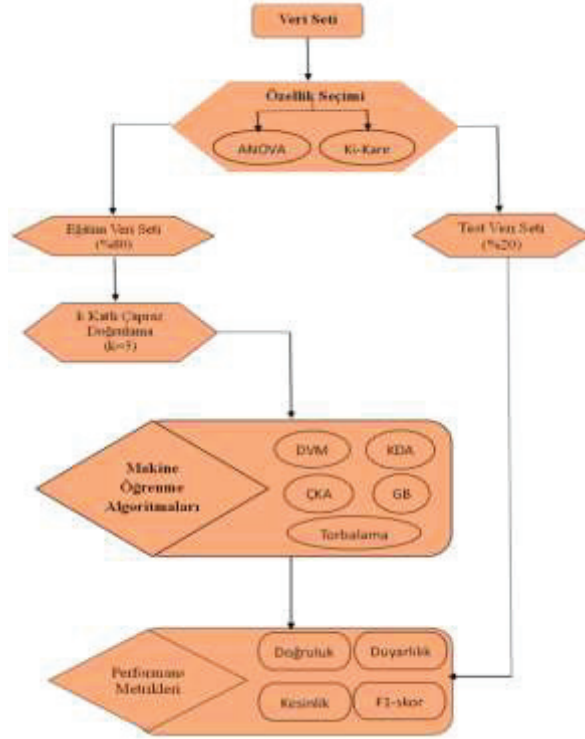 Veri Seti
Özellik Seçimi
ANOVA
Ki-Kare
Eğitim Veri Seti
(%80)
Test Veri Seti
(%20)
k Katlı Çapraz
Doğrulama
(k=5)
Makine
Öğrenme
Algoritmaları
DVM
KDA
ÇKA
GB
Torbalama
Performans
Metrikleri
Doğruluk
Duyarlılık
Kesinlik
F1-skor